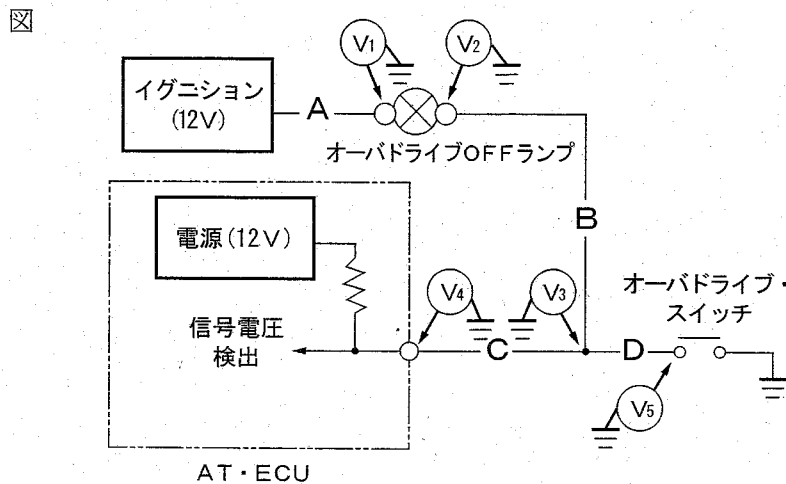 図
V1
V2
イグニション
(12V)
A
オーバドライブOFFランプ
B
電源(12V)
V4
V3
オーバドライブ・
スイッチ
信号電圧
検出
C
D
V5
AT・ECU